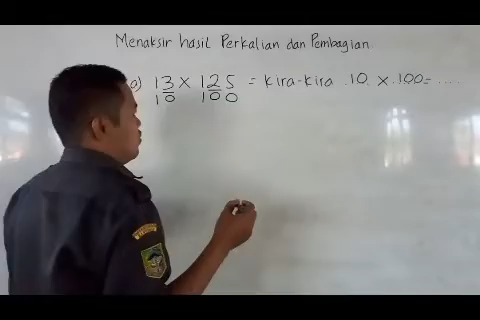 Menaksir hasil Perkalian dan Pembagian
a) 13 x 125 = kira-kira .10. x .100 = .....
10 100